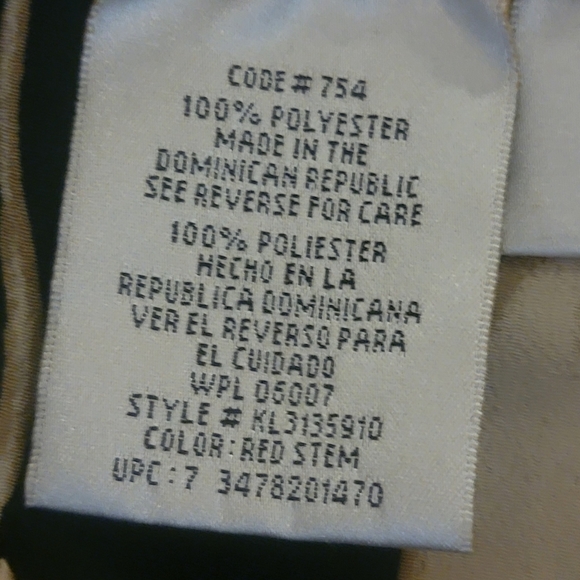 CODE # 754
100% POLYESTER
MADE IN THE
DOMINICAN REPUBLIC
SEE REVERSE FOR CARE
100% POLIESTER
HECHO EN LA
REPUBLICA DOMINICANA
VER EL REVERSO PARA
EL CUIDADO
WPL 06007
STYLE # KL3135910
COLOR: RED STEM
UPC: 7 3478201470